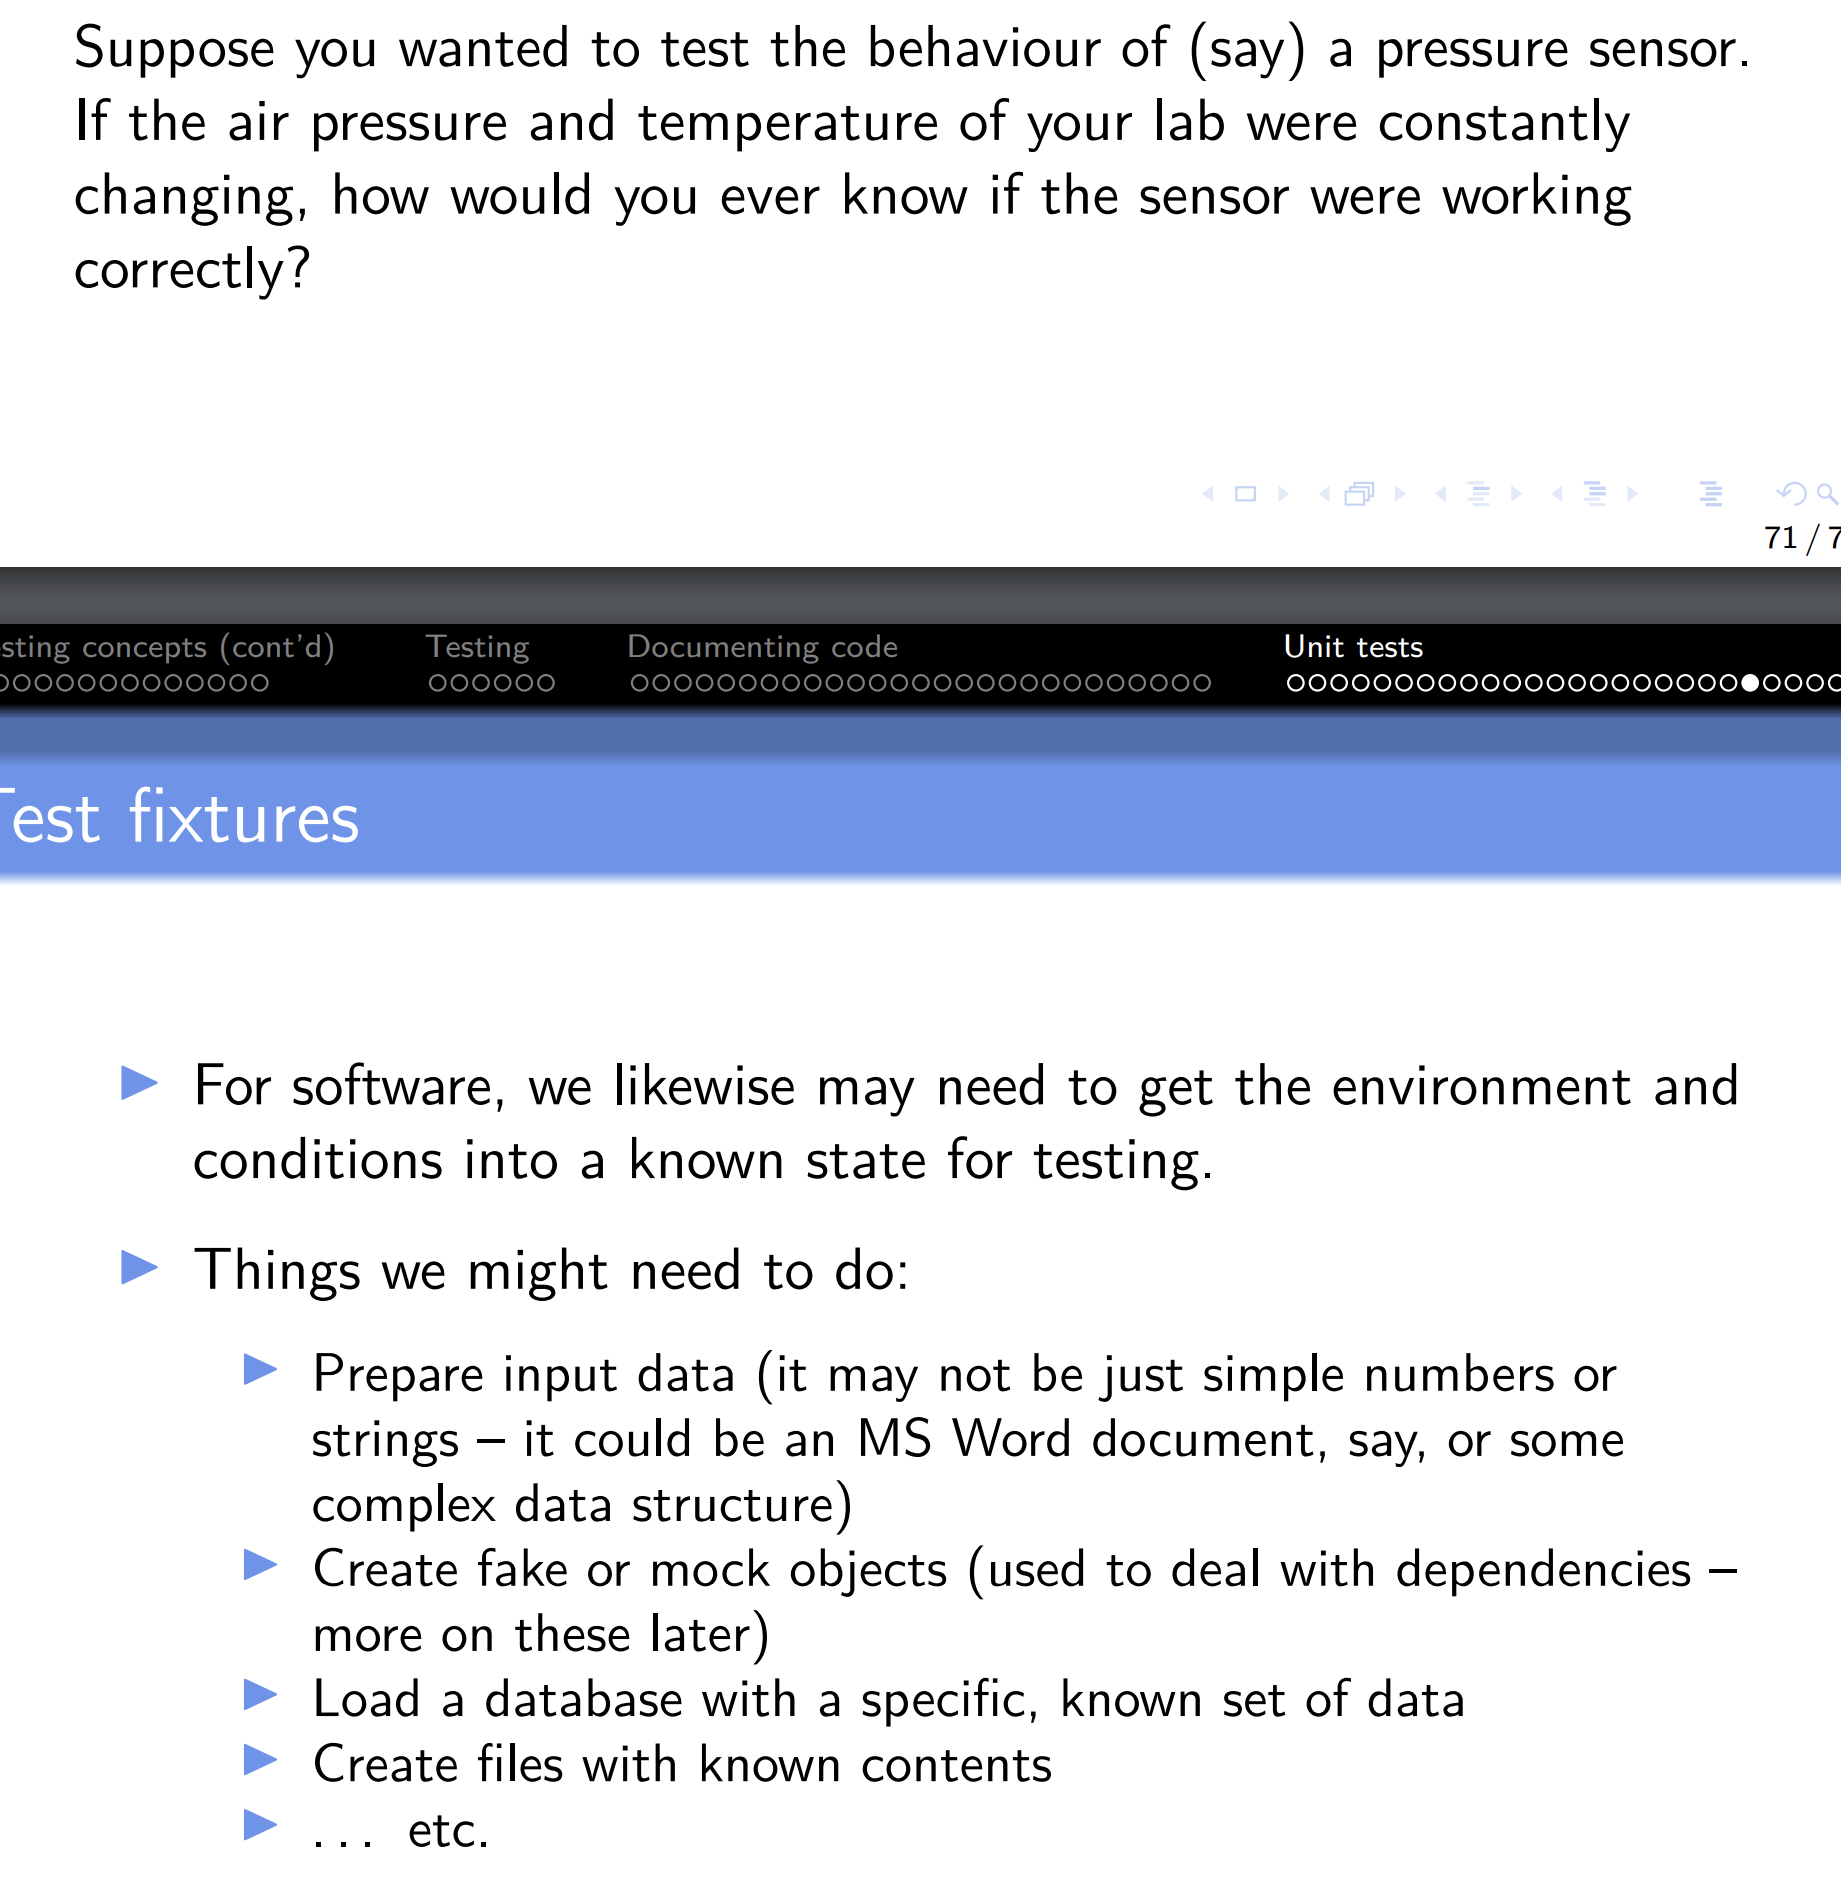 Suppose you wanted to test the behaviour of (say) a pressure sensor.
If the air pressure and temperature of your lab were constantly
changing, how would you ever know if the sensor were working
correctly?
71 / 7
esting concepts (cont'd) Testing Documenting code Unit tests
Test fixtures
For software, we likewise may need to get the environment and
conditions into a known state for testing.
Things we might need to do:
Prepare input data (it may not be just simple numbers or
strings – it could be an MS Word document, say, or some
complex data structure)
Create fake or mock objects (used to deal with dependencies –
more on these later)
Load a database with a specific, known set of data
Create files with known contents
. . . etc.